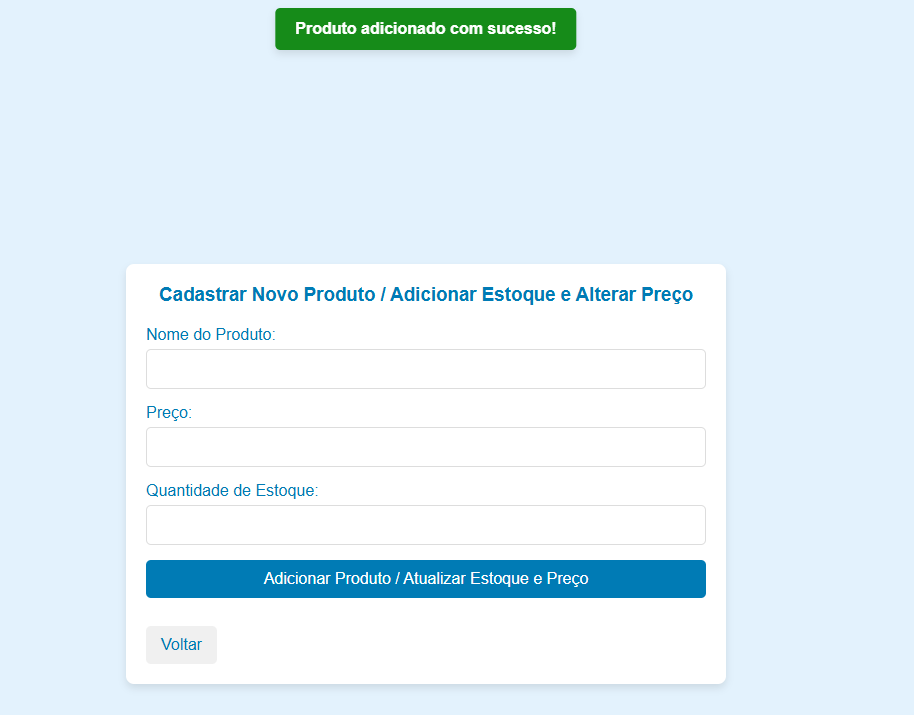 Produto adicionado com sucesso!
Cadastrar Novo Produto / Adicionar Estoque e Alterar Preço
Nome do Produto:
Preço:
Quantidade de Estoque:
Adicionar Produto / Atualizar Estoque e Preço
Voltar